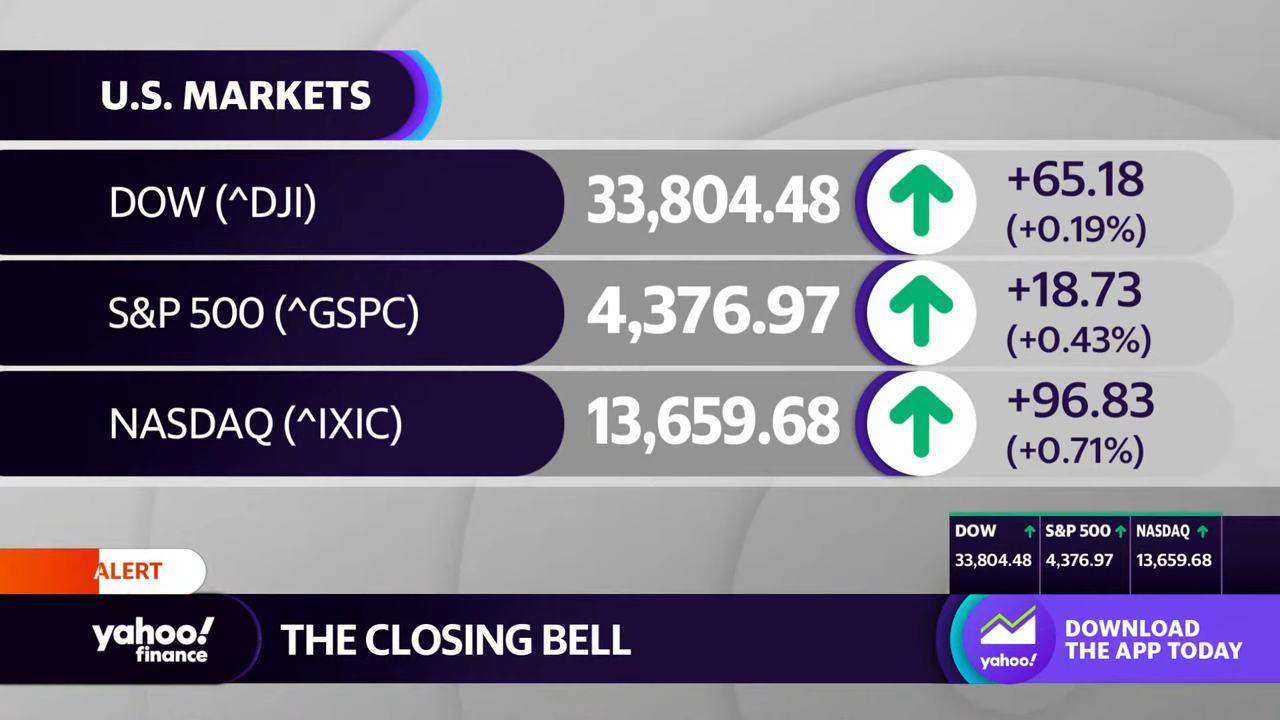 U.S. MARKETS
DOW (^DJI) 33,804.48 +65.18
(+0.19%)
S&P 500 (^GSPC) 4,376.97 +18.73
(+0.43%)
NASDAQ (^IXIC) 13,659.68 +96.83
(+0.71%)
DOW S&P 500 NASDAQ
33,804.48 4,376.97 13,659.68
ALERT
yahoo!
finance
THE CLOSING BELL
yahoo!
DOWNLOAD
THE APP TODAY